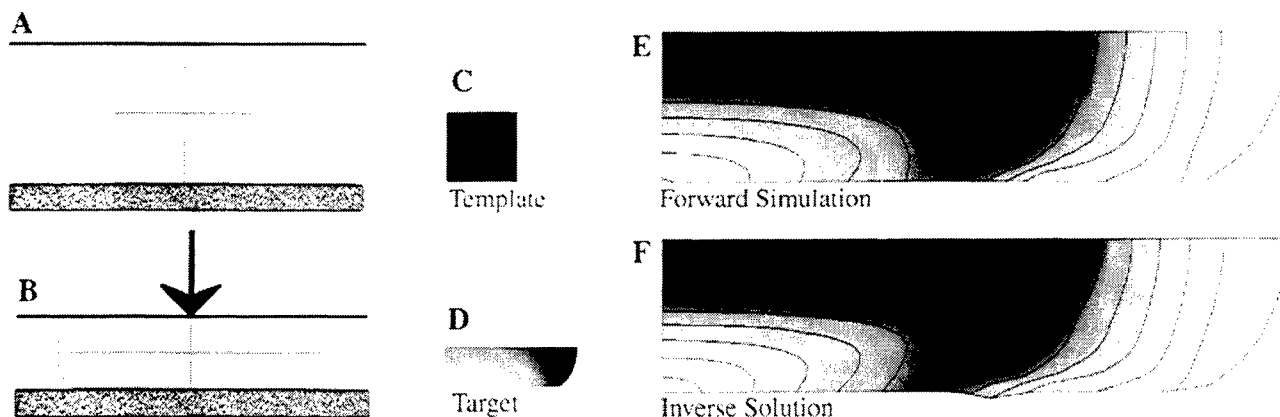 A
B
C
Template
D
Target
E
Forward Simulation
F
Inverse Solution